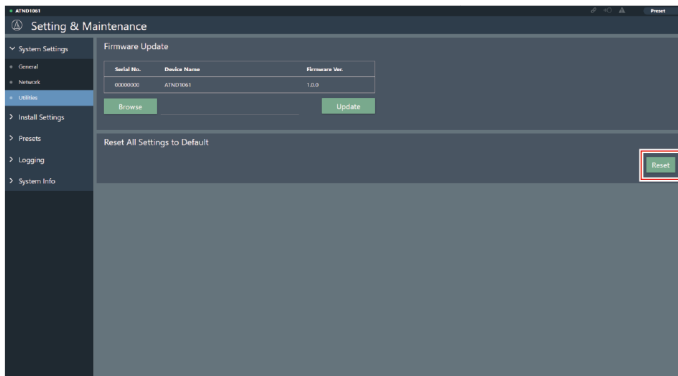 ATND1061
Preset
Setting & Maintenance
System Settings
General
Network
Utilities
Install Settings
Presets
Logging
System Info
Firmware Update
Serial No. Device Name Firmware Ver.
00000000 ATND1061 1.0.0
Browse Update
Reset All Settings to Default
Reset